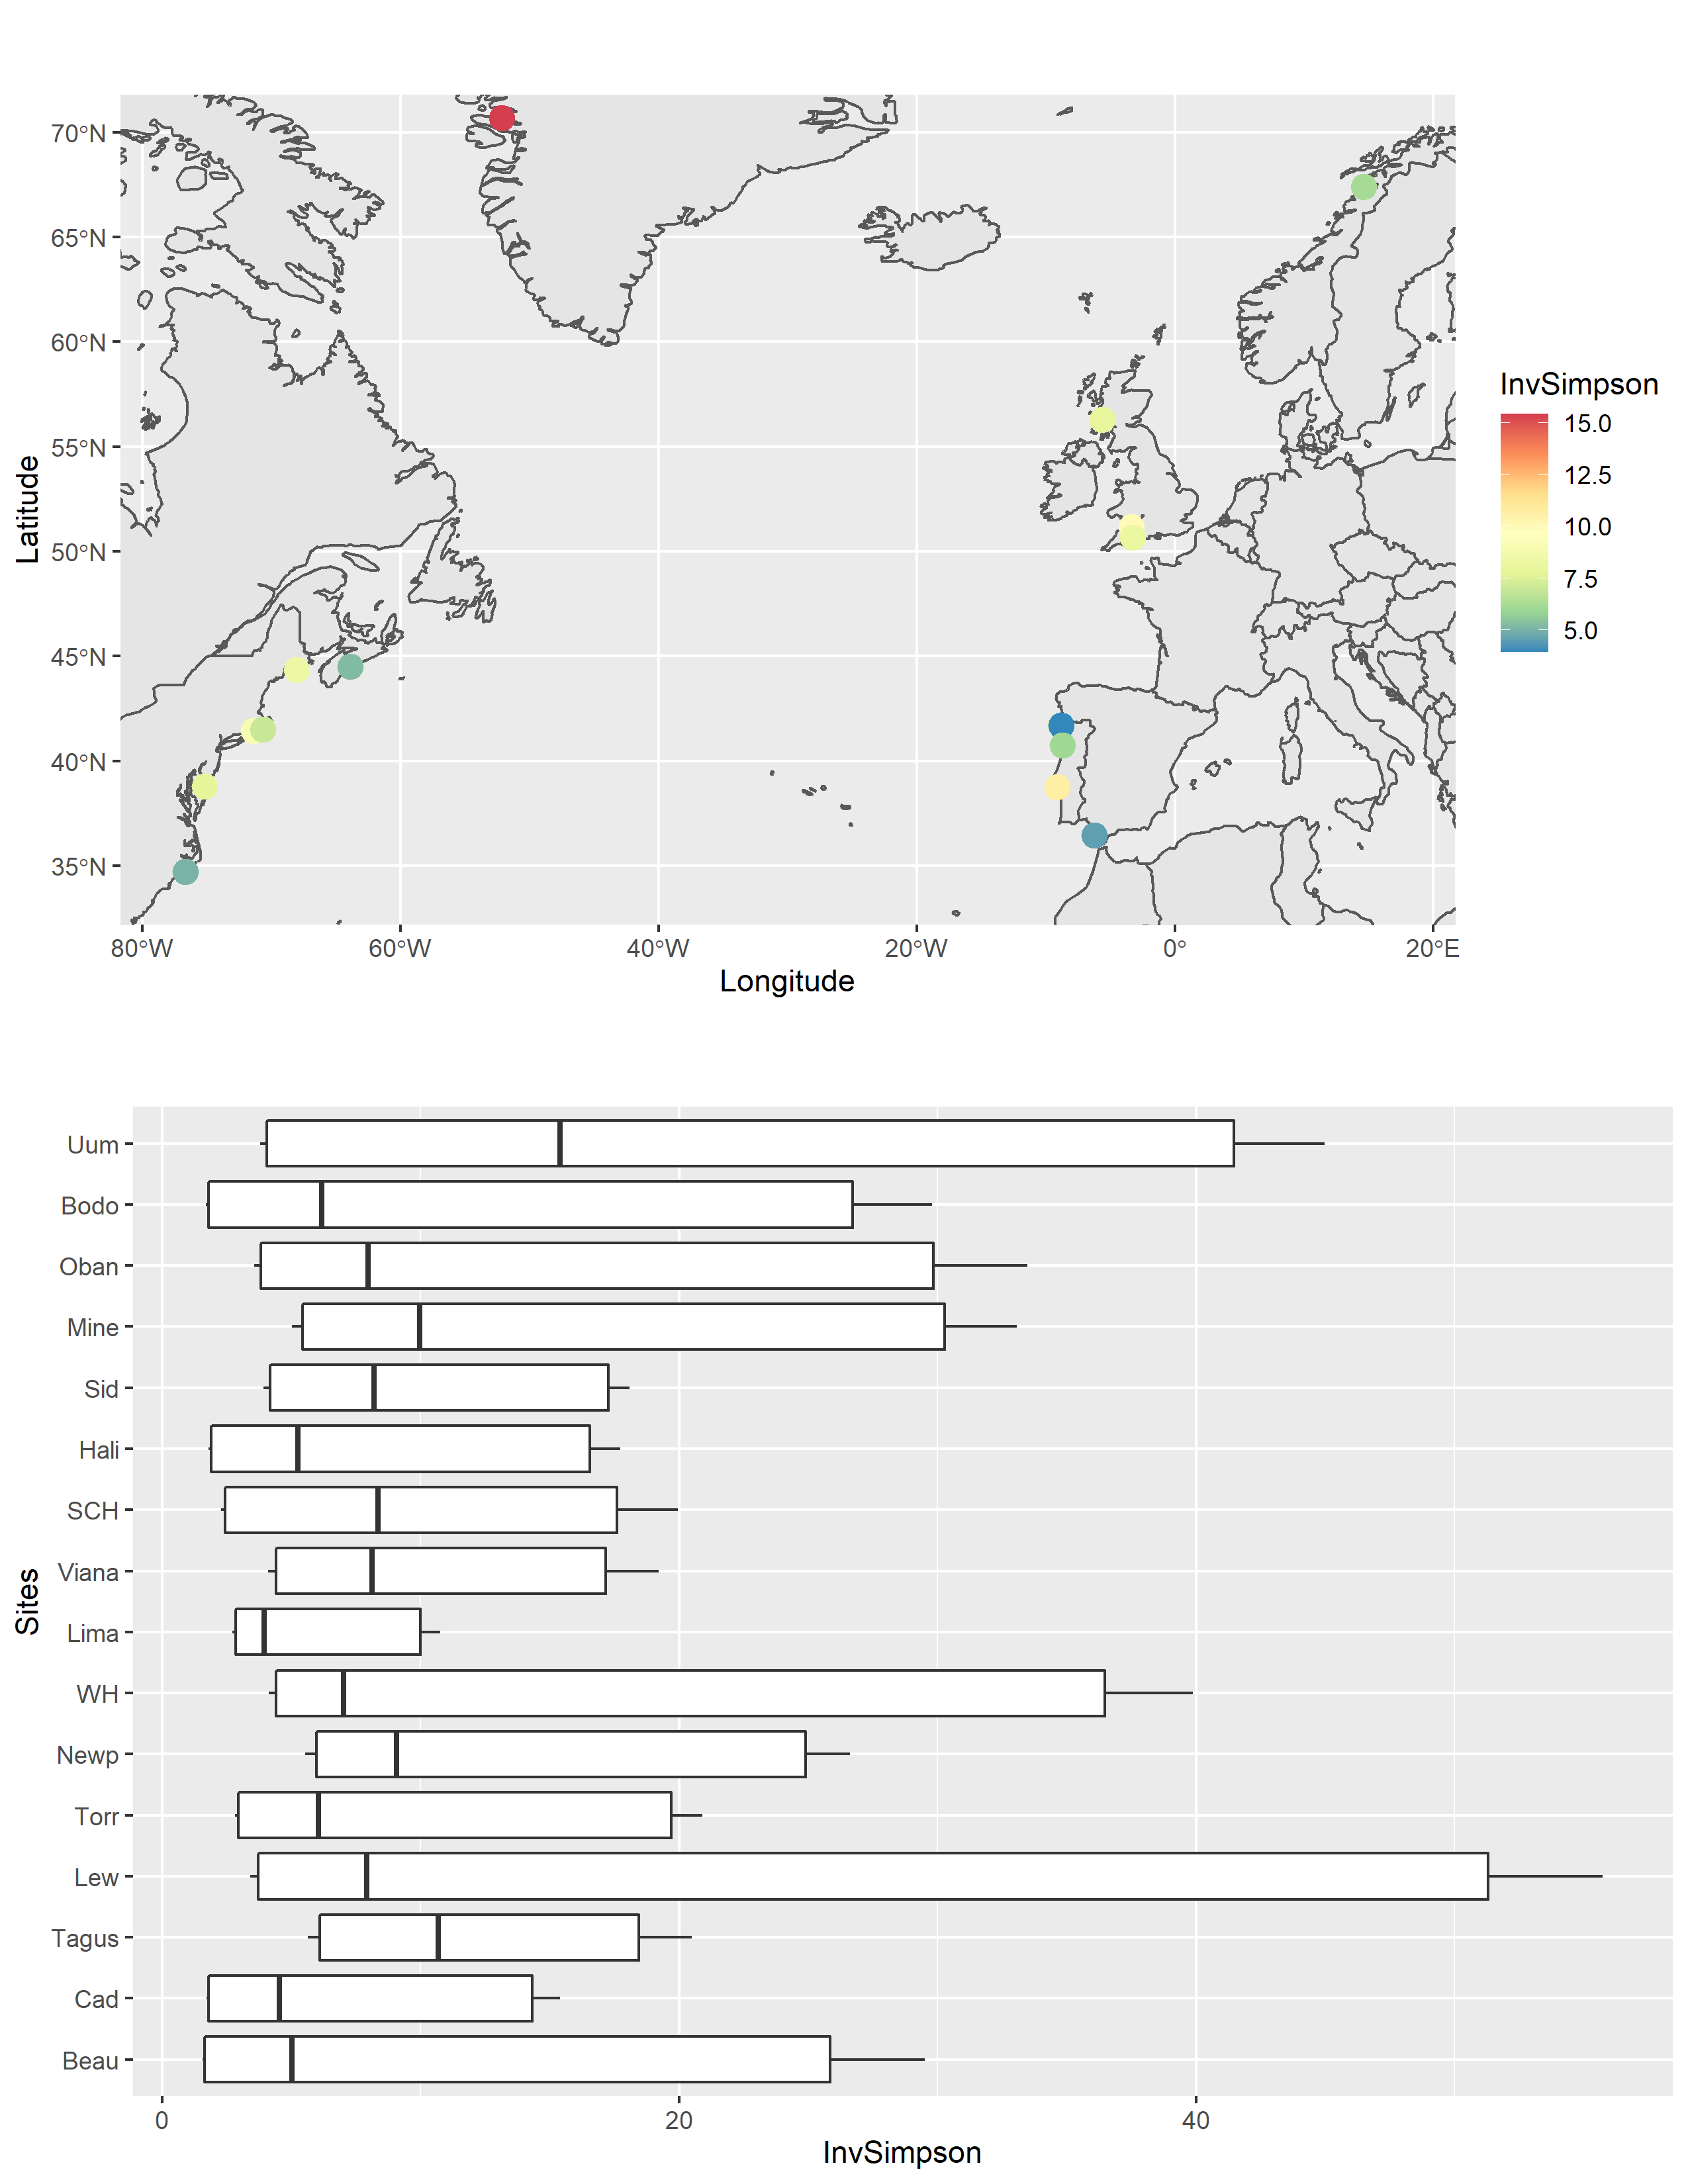 70°N
65°N
60°N
55°N
50°N
45°N
40°N
35°N
Latitude
80°W 60°W 40°W 20°W 0° 20°E
Longitude
InvSimpson
15.0
12.5
10.0
7.5
5.0
Uum
Bodo
Oban
Mine
Sid
Hali
SCH
Viana
Lima
WH
Newp
Torr
Lew
Tagus
Cad
Beau
Sites
0 20 40
InvSimpson